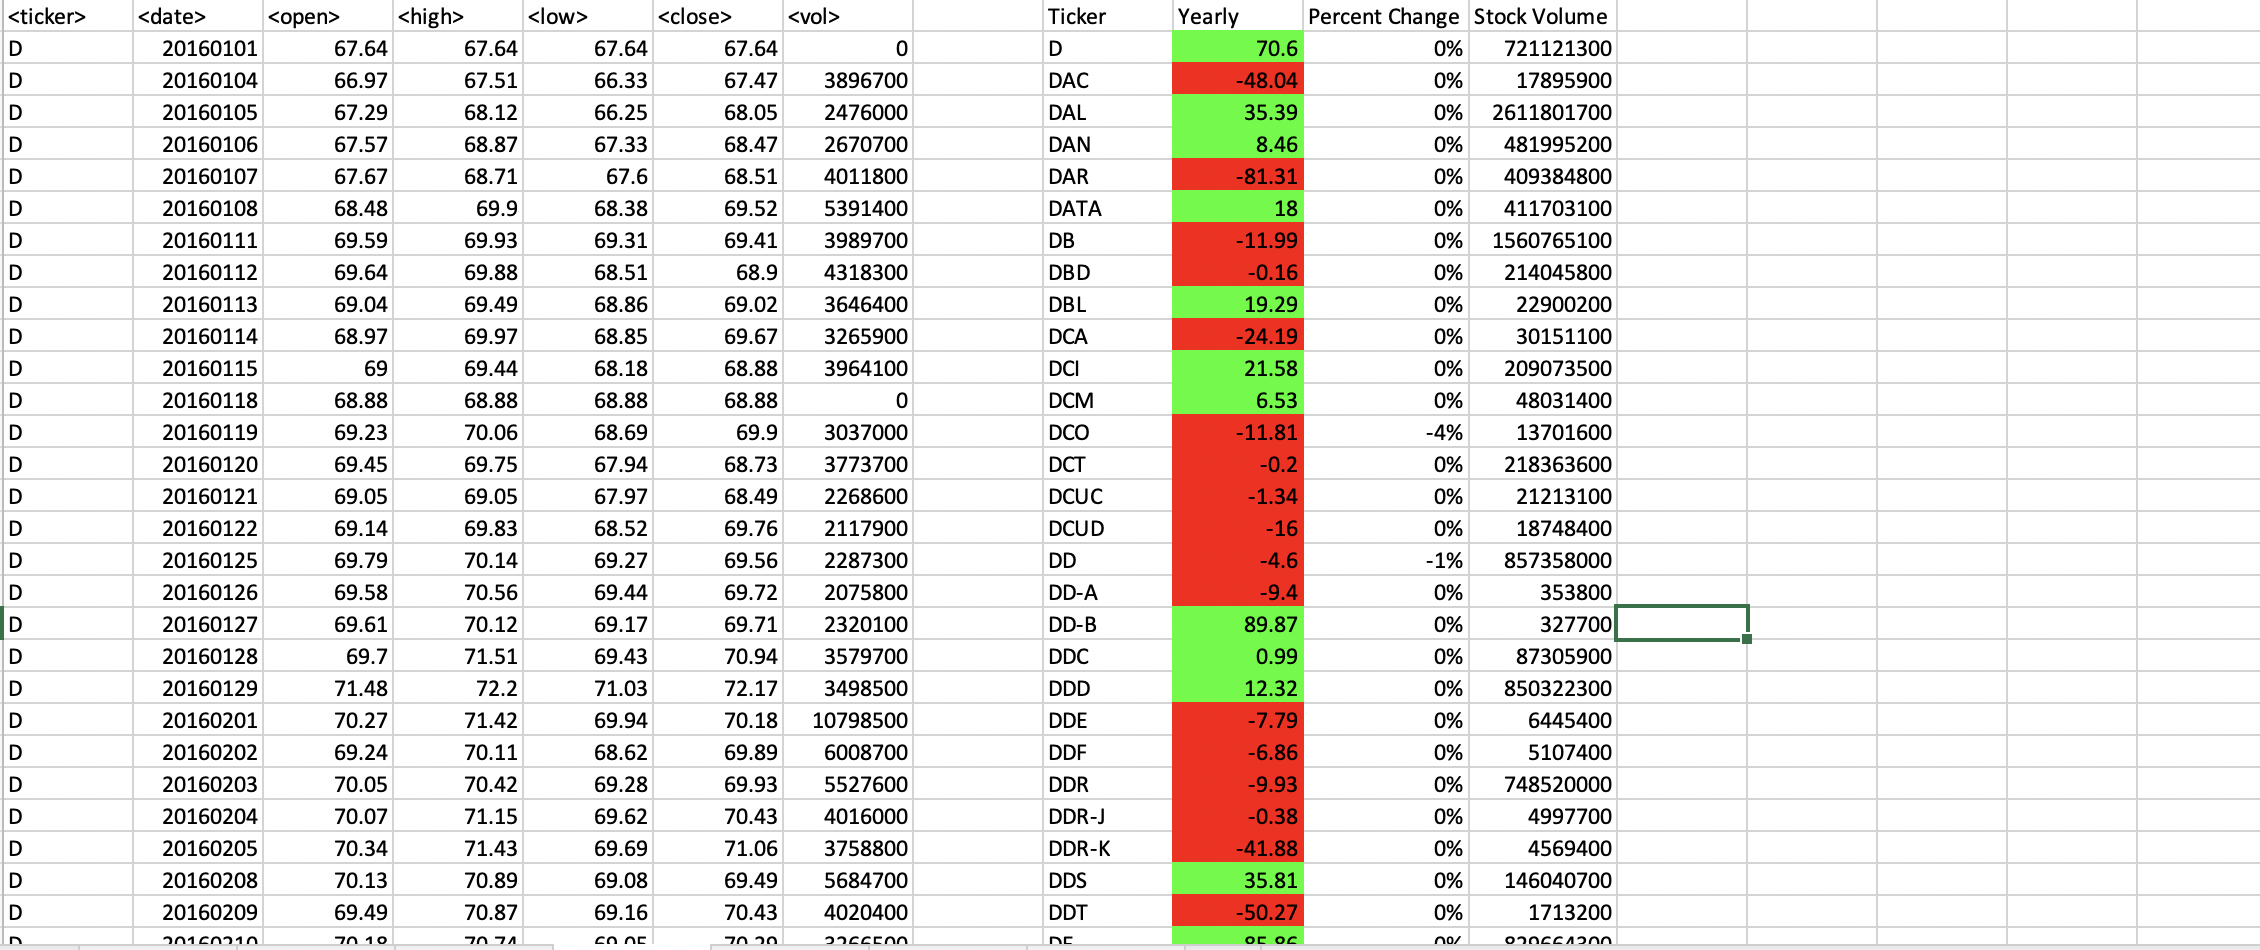 <ticker> <date> <open> <high> <low> <close> <vol> Ticker Yearly Percent Change Stock Volume
D 20160101 67.64 67.64 67.64 67.64 0 D 70.6 0% 721121300
D 20160104 66.97 67.51 66.33 67.47 3896700 DAC -48.04 0% 17895900
D 20160105 67.29 68.12 66.25 68.05 2476000 DAL 35.39 0% 2611801700
D 20160106 67.57 68.87 67.33 68.47 2670700 DAN 8.46 0% 481995200
D 20160107 67.67 68.71 67.6 68.51 4011800 DAR -81.31 0% 409384800
D 20160108 68.48 69.9 68.38 69.52 5391400 DATA 18 0% 411703100
D 20160111 69.59 69.93 69.31 69.41 3989700 DB -11.99 0% 1560765100
D 20160112 69.64 69.88 68.51 68.9 4318300 DBD -0.16 0% 214045800
D 20160113 69.04 69.49 68.86 69.02 3646400 DBL 19.29 0% 22900200
D 20160114 68.97 69.97 68.85 69.67 3265900 DCA -24.19 0% 30151100
D 20160115 69 69.44 68.18 68.88 3964100 DCI 21.58 0% 209073500
D 20160118 68.88 68.88 68.88 68.88 0 DCM 6.53 0% 48031400
D 20160119 69.23 70.06 68.69 69.9 3037000 DCO -11.81 -4% 13701600
D 20160120 69.45 69.75 67.94 68.73 3773700 DCT -0.2 0% 218363600
D 20160121 69.05 69.05 67.97 68.49 2268600 DCUC -1.34 0% 21213100
D 20160122 69.14 69.83 68.52 69.76 2117900 DCUD -16 0% 18748400
D 20160125 69.79 70.14 69.27 69.56 2287300 DD -4.6 -1% 857358000
D 20160126 69.58 70.56 69.44 69.72 2075800 DD-A -9.4 0% 353800
D 20160127 69.61 70.12 69.17 69.71 2320100 DD-B 89.87 0% 327700
D 20160128 69.7 71.51 69.43 70.94 3579700 DDC 0.99 0% 87305900
D 20160129 71.48 72.2 71.03 72.17 3498500 DDD 12.32 0% 850322300
D 20160201 70.27 71.42 69.94 70.18 10798500 DDE -7.79 0% 6445400
D 20160202 69.24 70.11 68.62 69.89 6008700 DDF -6.86 0% 5107400
D 20160203 70.05 70.42 69.28 69.93 5527600 DDR -9.93 0% 748520000
D 20160204 70.07 71.15 69.62 70.43 4016000 DDR-J -0.38 0% 4997700
D 20160205 70.34 71.43 69.69 71.06 3758800 DDR-K -41.88 0% 4569400
D 20160208 70.13 70.89 69.08 69.49 5684700 DDS 35.81 0% 146040700
D 20160209 69.49 70.87 69.16 70.43 4020400 DDT -50.27 0% 1713200